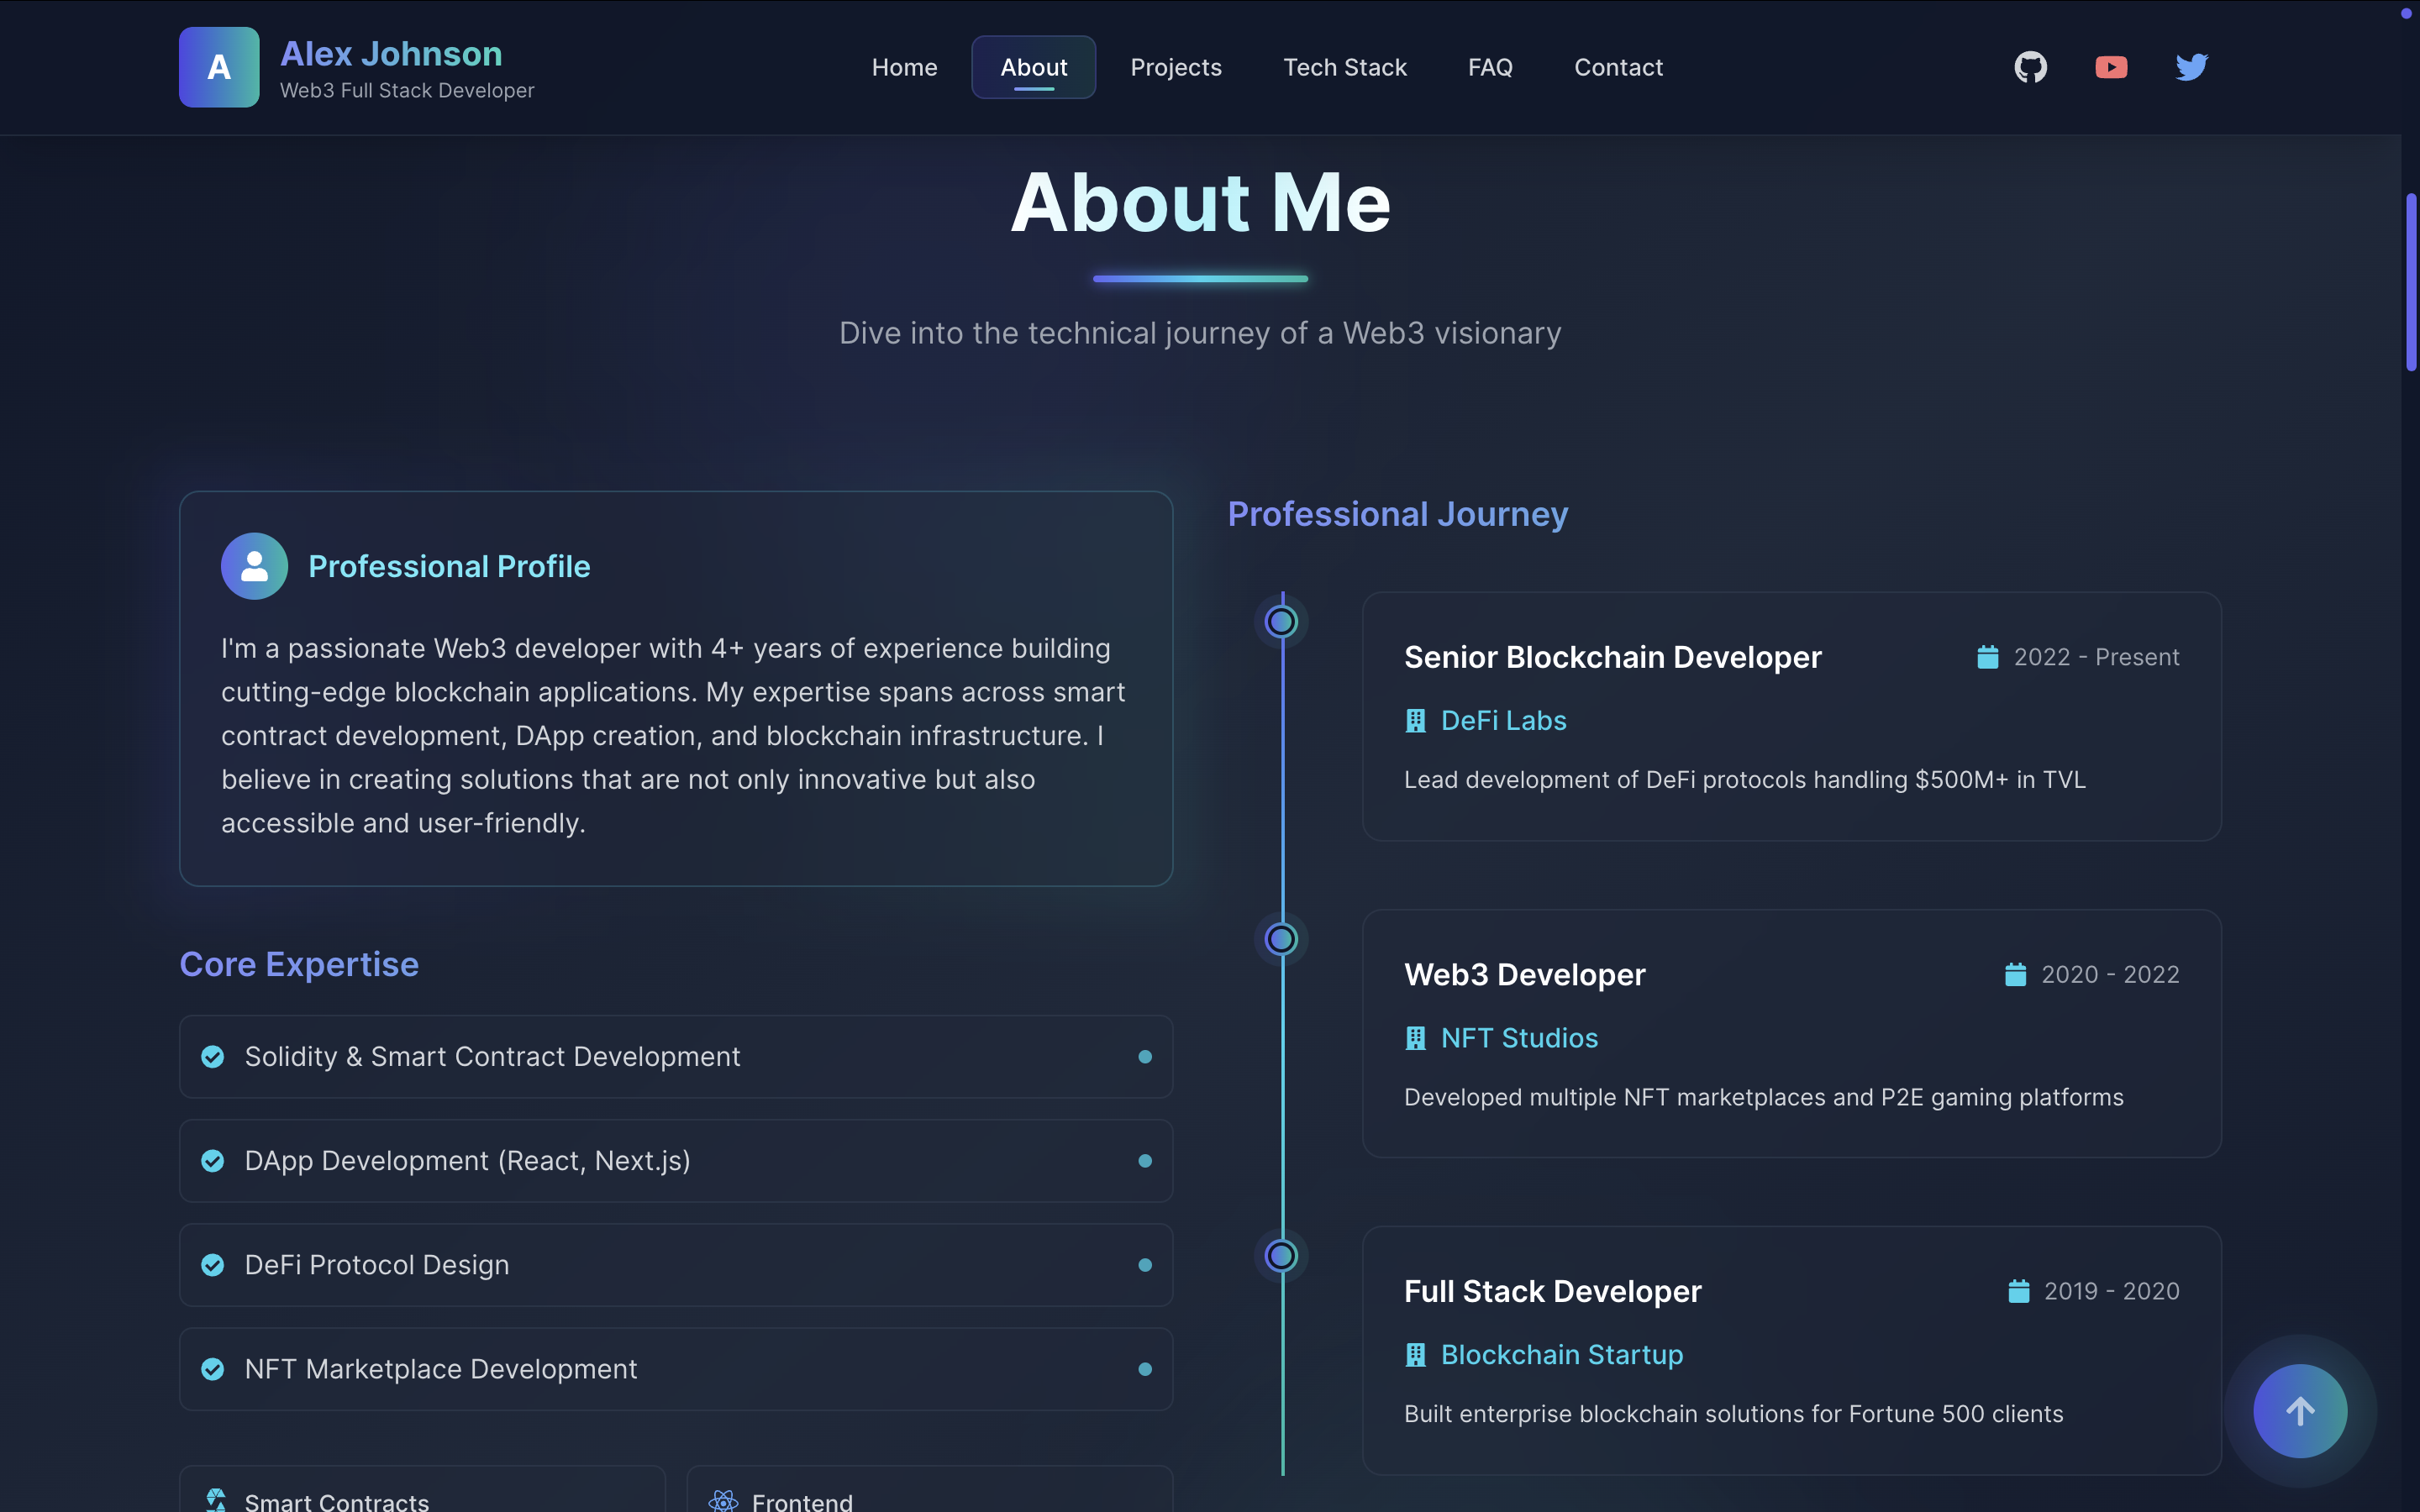 A
Alex Johnson
Web3 Full Stack Developer
Home
About
Projects
Tech Stack
FAQ
Contact
About Me
Dive into the technical journey of a Web3 visionary
Professional Profile
I'm a passionate Web3 developer with 4+ years of experience building
cutting-edge blockchain applications. My expertise spans across smart
contract development, DApp creation, and blockchain infrastructure. I
believe in creating solutions that are not only innovative but also
accessible and user-friendly.
Core Expertise
Solidity & Smart Contract Development
DApp Development (React, Next.js)
DeFi Protocol Design
NFT Marketplace Development
Smart Contracts
Frontend
Professional Journey
Senior Blockchain Developer
2022 - Present
DeFi Labs
Lead development of DeFi protocols handling $500M+ in TVL
Web3 Developer
2020 - 2022
NFT Studios
Developed multiple NFT marketplaces and P2E gaming platforms
Full Stack Developer
2019 - 2020
Blockchain Startup
Built enterprise blockchain solutions for Fortune 500 clients